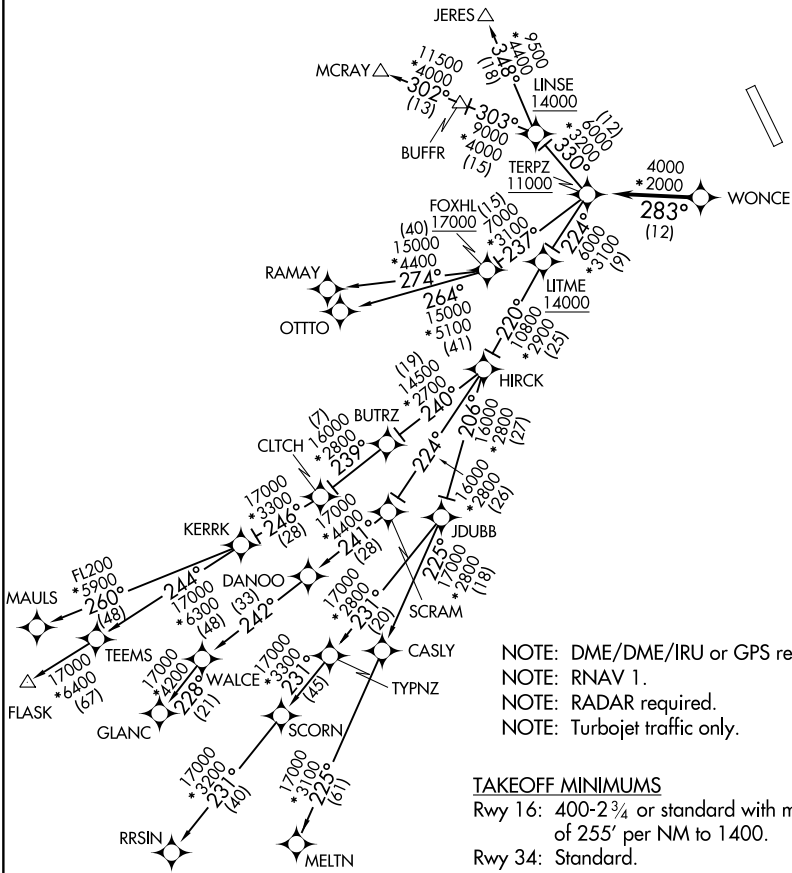 JERES
9500
*4400
348°
(18)
LINSE
14000
MCRAY
11500
*4000
302°
(13)
BUFFR
303°
9000
*4000
(15)
(12)
6000
*3200
330°
TERPZ
11000
4000
*2000
283°
(12)
WONCE
FOXHL
17000
(15)
7000
*3100
237°
224°
6000
*3100
(9)
(40)
15000
*4400
274°
RAMAY
264°
15000
*5100
(41)
OTTTO
LITME
14000
220°
10800
*2900
(25)
HIRCK
(19)
14500
*2700
240°
BUTRZ
206°
16000
*2800
(27)
224°
16000
*2800
(26)
(7)
16000
*2800
239°
CLTCH
17000
*3300
246°
(28)
KERRK
17000
*4400
241°
(28)
JDUBB
SCRAM
FL200
*5900
260°
(48)
MAULS
244°
17000
*6300
(48)
DANOO
(33)
242°
225°
17000
*2800
(18)
17000
*2800
231°
(20)
TEEMS
17000
*6400
(67)
FLASK
WALCE
17000
*4200
228°
(21)
GLANC
17000
*3300
231°
(45)
TYPNZ
CASLY
SCORN
17000
*3200
231°
(40)
RRSIN
17000
*3100
225°
(61)
MELTN
NOTE: DME/DME/IRU or GPS re
NOTE: RNAV 1.
NOTE: RADAR required.
NOTE: Turbojet traffic only.
TAKEOFF MINIMUMS
Rwy 16: 400-2¾ or standard with m
of 255' per NM to 1400.
Rwy 34: Standard.